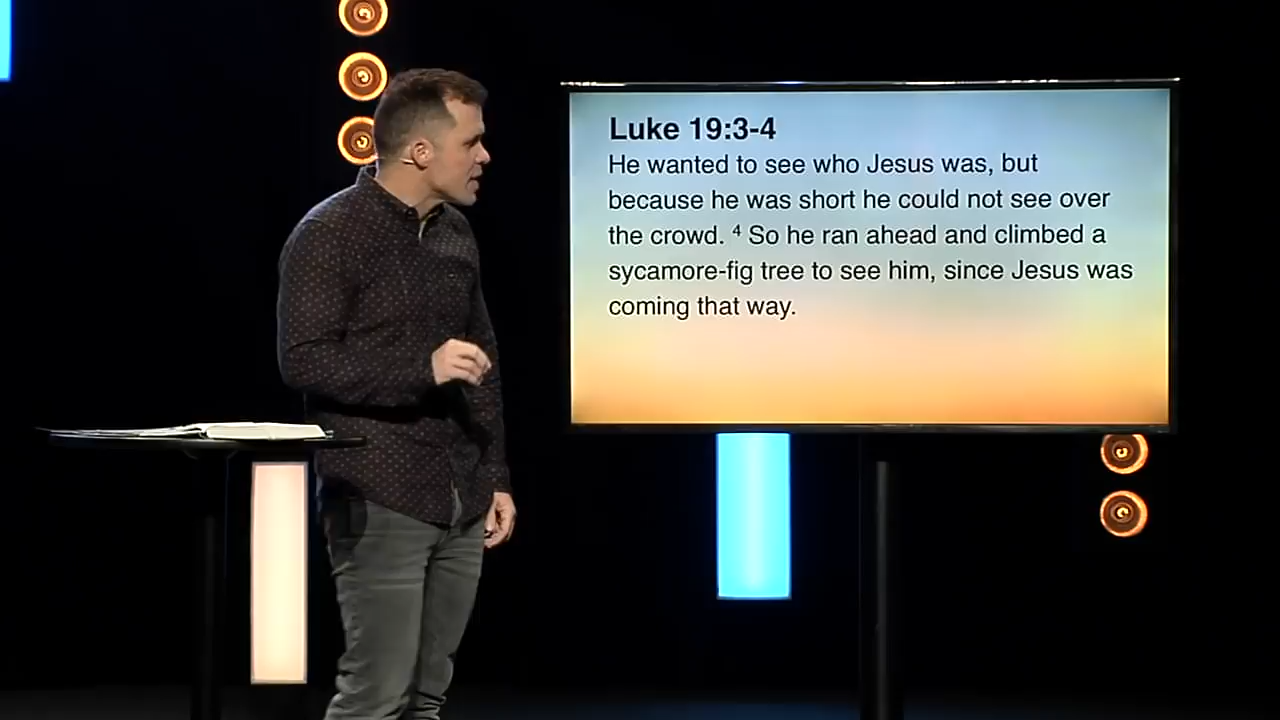 Luke 19:3-4
He wanted to see who Jesus was, but
because he was short he could not see over
the crowd. 4 So he ran ahead and climbed a
sycamore-fig tree to see him, since Jesus was
coming that way.